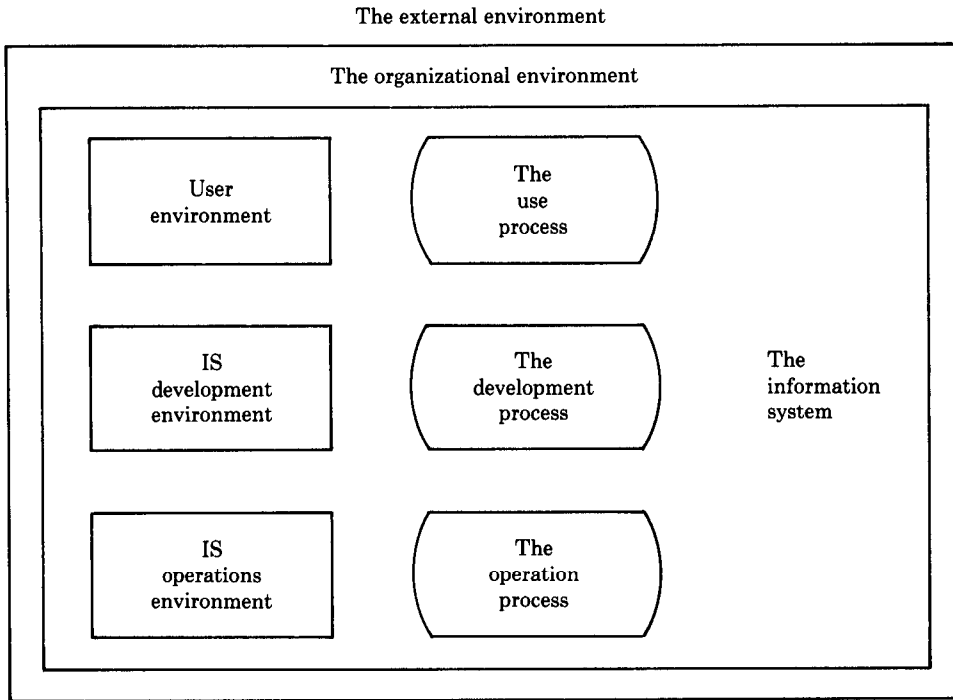 The external environment
The organizational environment
User
environment
The
use
process
IS
development
environment
The
development
process
The
information
system
IS
operations
environment
The
operation
process